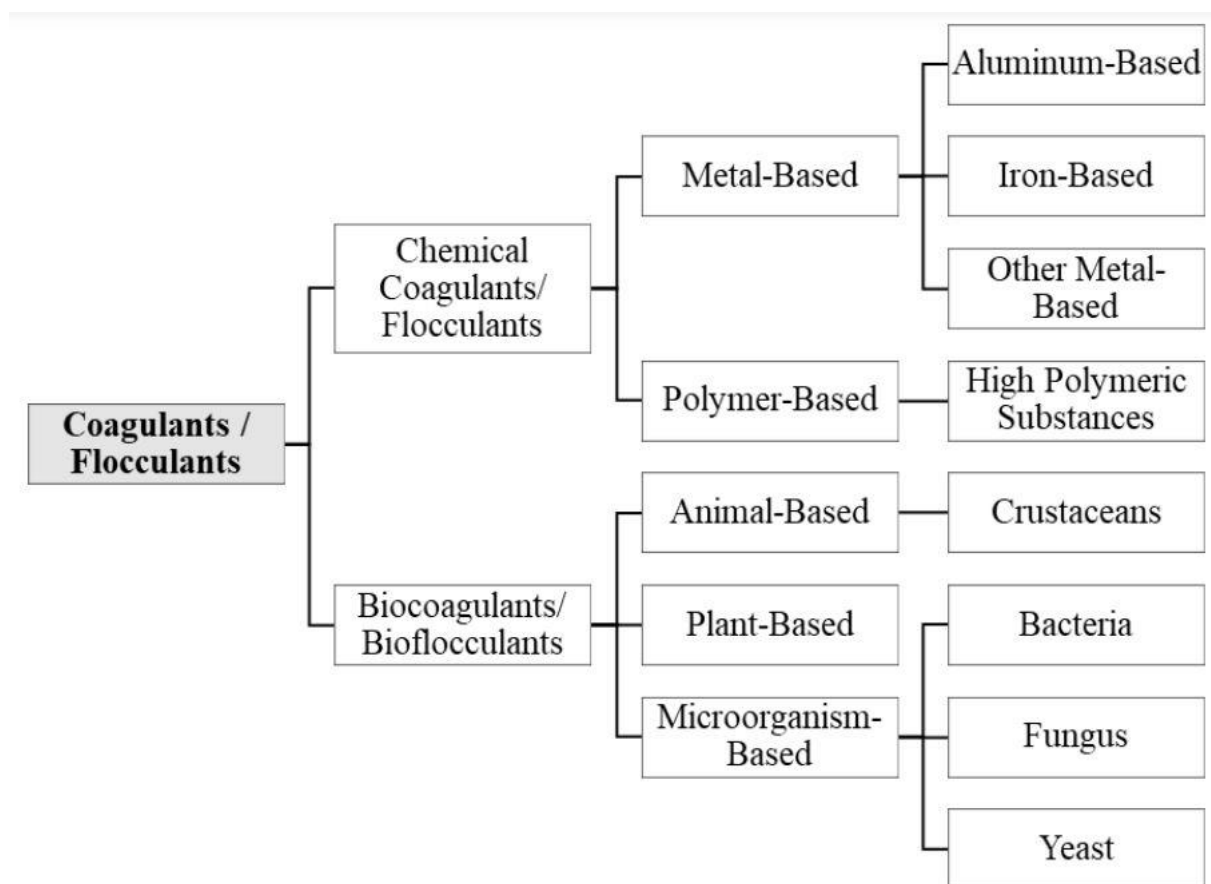 Coagulants /
Flocculants
Chemical
Coagulants/
Flocculants
Metal-Based
Aluminum-Based
Iron-Based
Other Metal-
Based
Polymer-Based
High Polymeric
Substances
Biocoagulants/
Bioflocculants
Animal-Based
Crustaceans
Plant-Based
Microorganism-
Based
Bacteria
Fungus
Yeast